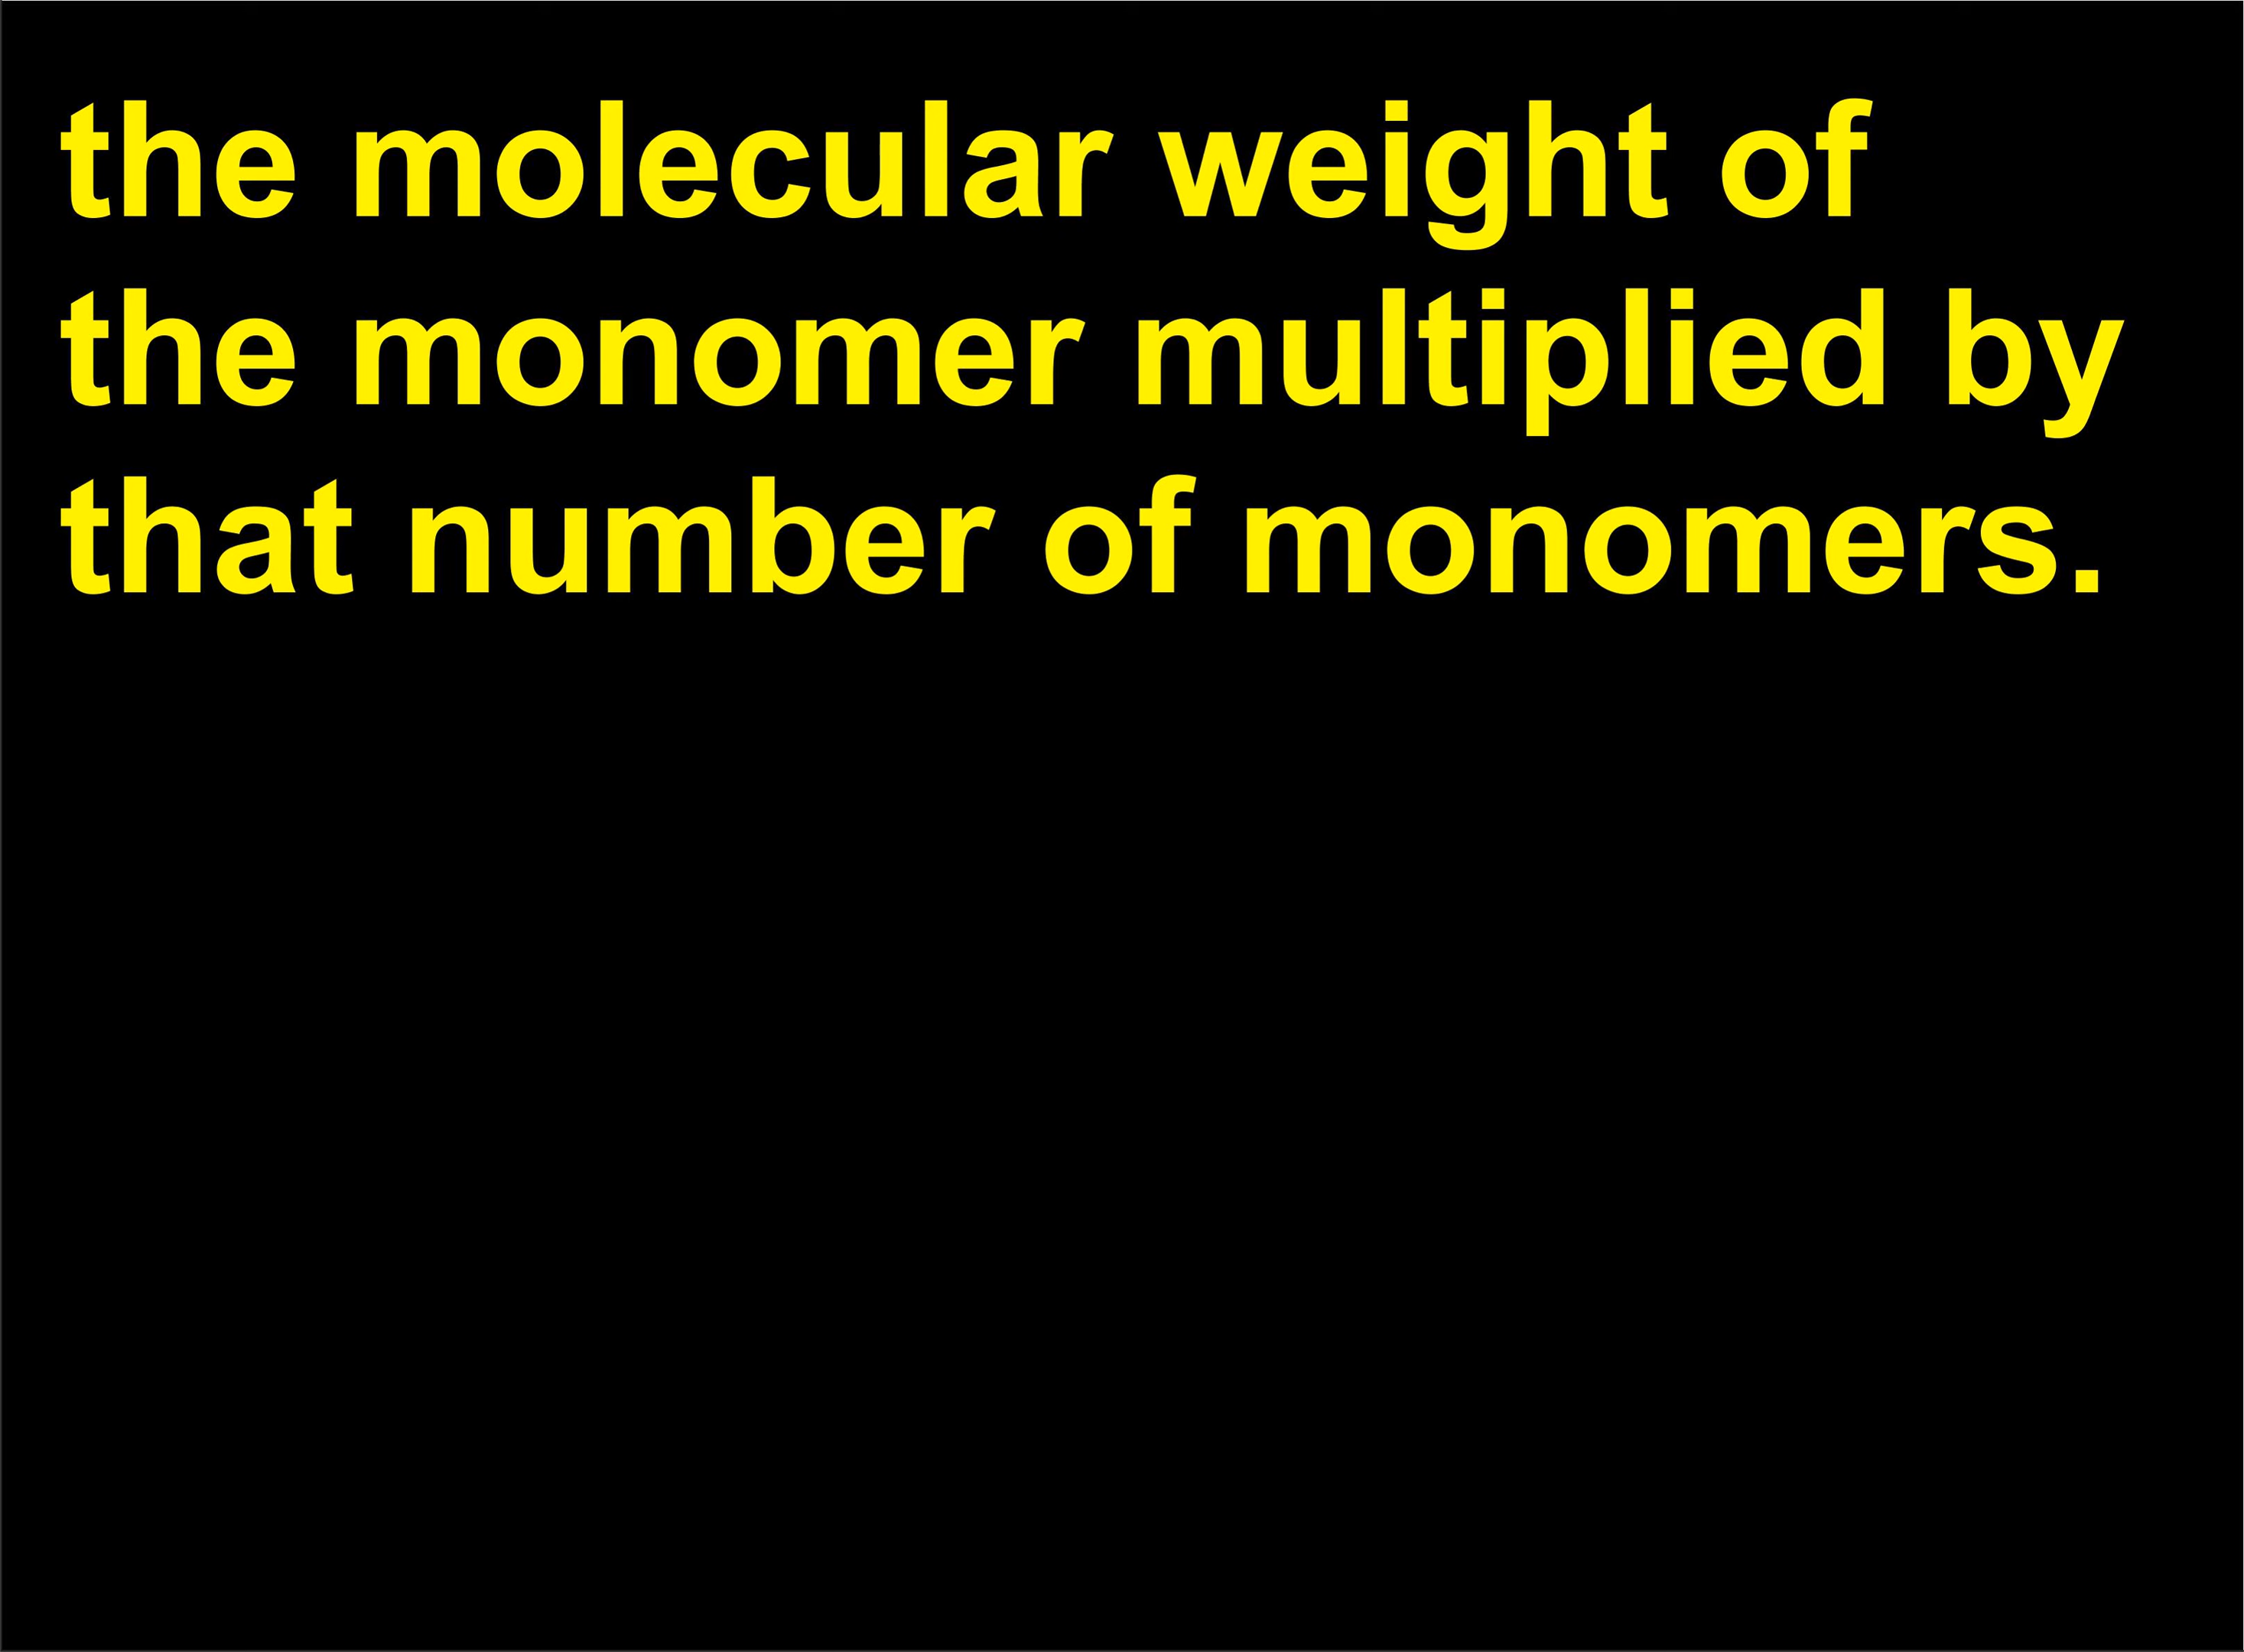 the molecular weight of
the monomer multiplied by
that number of monomers.